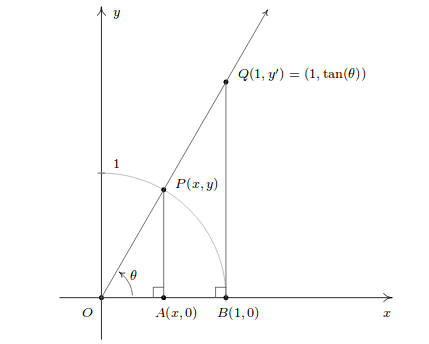 y
Q(1, y′) = (1, tan(θ))
1
P(x, y)
θ
O
A(x, 0)
B(1, 0)
x